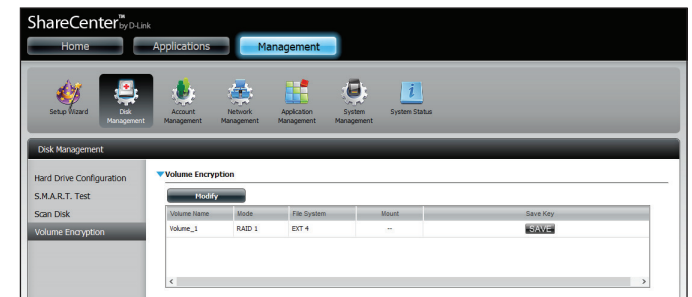 ShareCenter™ by D-Link
Home Applications Management
Setup Wizard Disk Management Account Management Network Management Application Management System Management System Status
Disk Management
Hard Drive Configuration
S.M.A.R.T. Test
Scan Disk
Volume Encryption
Volume Encryption
Modify
Volume Name Mode File System Mount Save Key
Volume_1 RAID 1 EXT 4 -- SAVE